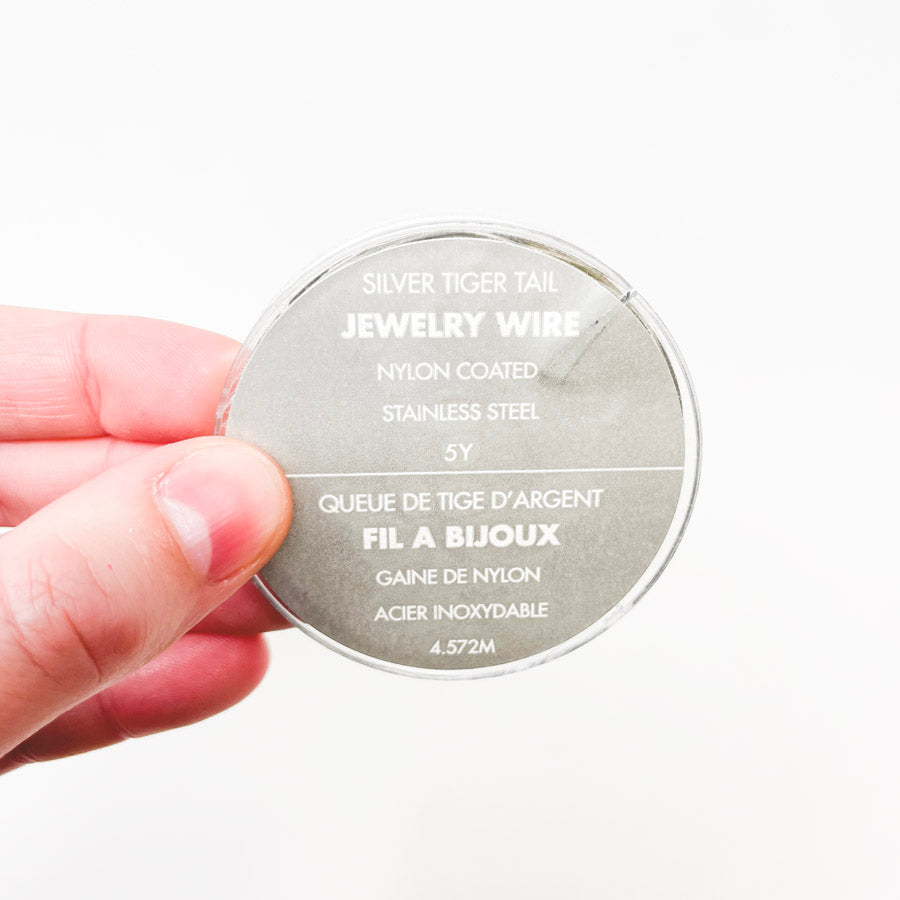 SILVER TIGER TAIL
JEWELRY WIRE
NYLON COATED
STAINLESS STEEL
5Y
QUEUE DE TIGE D'ARGENT
FIL A BIJOUX
GAINE DE NYLON
ACIER INOXYDABLE
4.572M